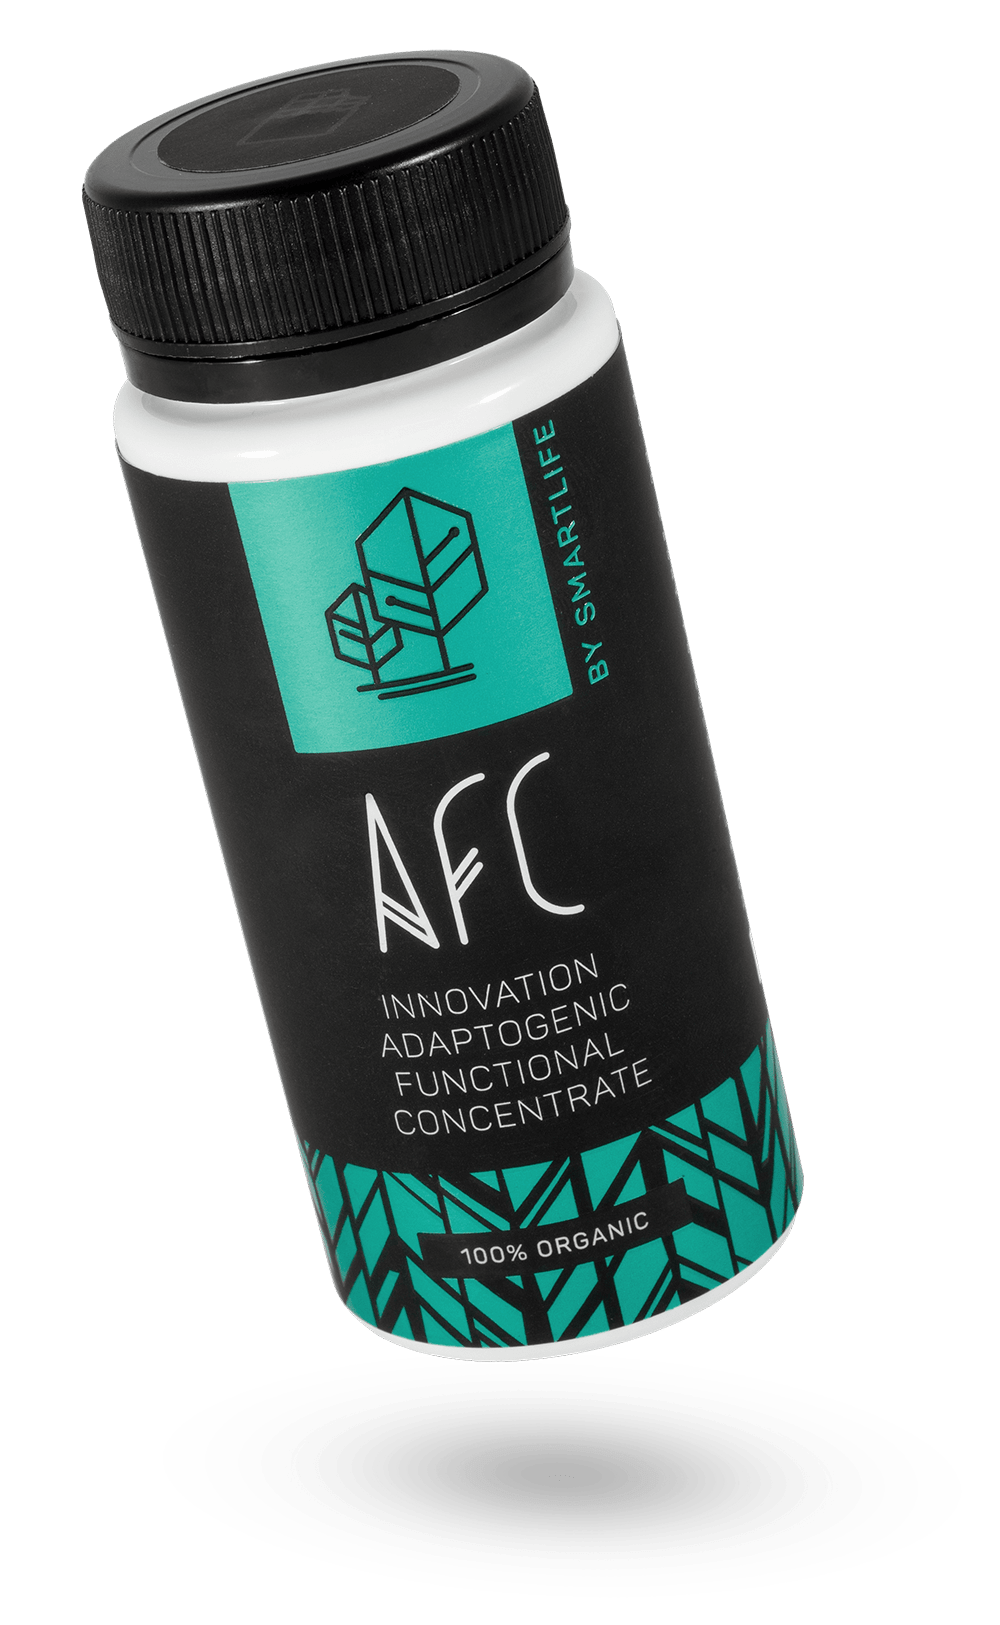 BY SMARTLIFE
AFC
INNOVATION
ADAPTOGENIC
FUNCTIONAL
CONCENTRATE
100% ORGANIC